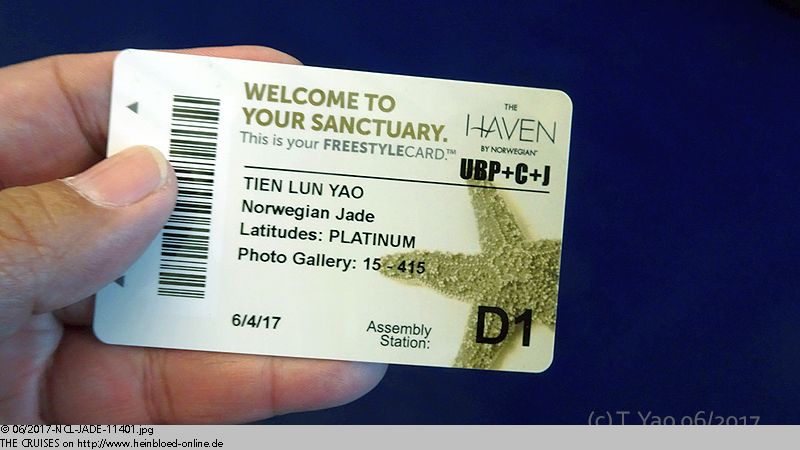 WELCOME TO
YOUR SANCTUARY.
This is your FREESTYLECARD.™
THE
HAVEN
BY NORWEGIAN™
UBP+C+J
TIEN LUN YAO
Norwegian Jade
Latitudes: PLATINUM
Photo Gallery: 15 - 415
6/4/17
Assembly
Station:
D1
(c) T. Yao 06/2017
© 06/2017-NCL-JADE-11401.jpg
THE CRUISES on http://www.heinbloed-online.de